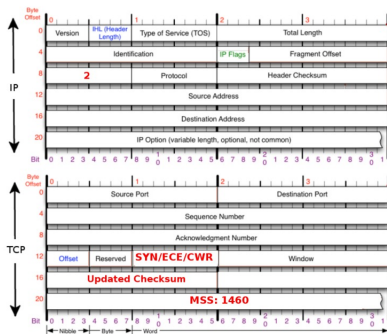 Byte Offset 0 1 2 3
0 Version IHL (Header Length) Type of Service (TOS) Total Length
4 Identification IP Flags Fragment Offset
8 2 Protocol Header Checksum
12 Source Address
16 Destination Address
20 IP Option (variable length, optional, not common)
Bit 0 1 2 3 4 5 6 7 8 9 1 0 1 2 3 4 5 6 7 8 9 2 0 1 2 3 4 5 6 7 8 9 3 0 1
IP
Byte Offset 0 1 2 3
0 Source Port Destination Port
4 Sequence Number
8 Acknowledgment Number
12 Offset Reserved SYN/ECE/CWR Window
16 Updated Checksum
20 MSS: 1460
Bit 0 1 2 3 4 5 6 7 8 9 1 0 1 2 3 4 5 6 7 8 9 2 0 1 2 3 4 5 6 7 8 9 3 0 1
TCP
Nibble Byte Word